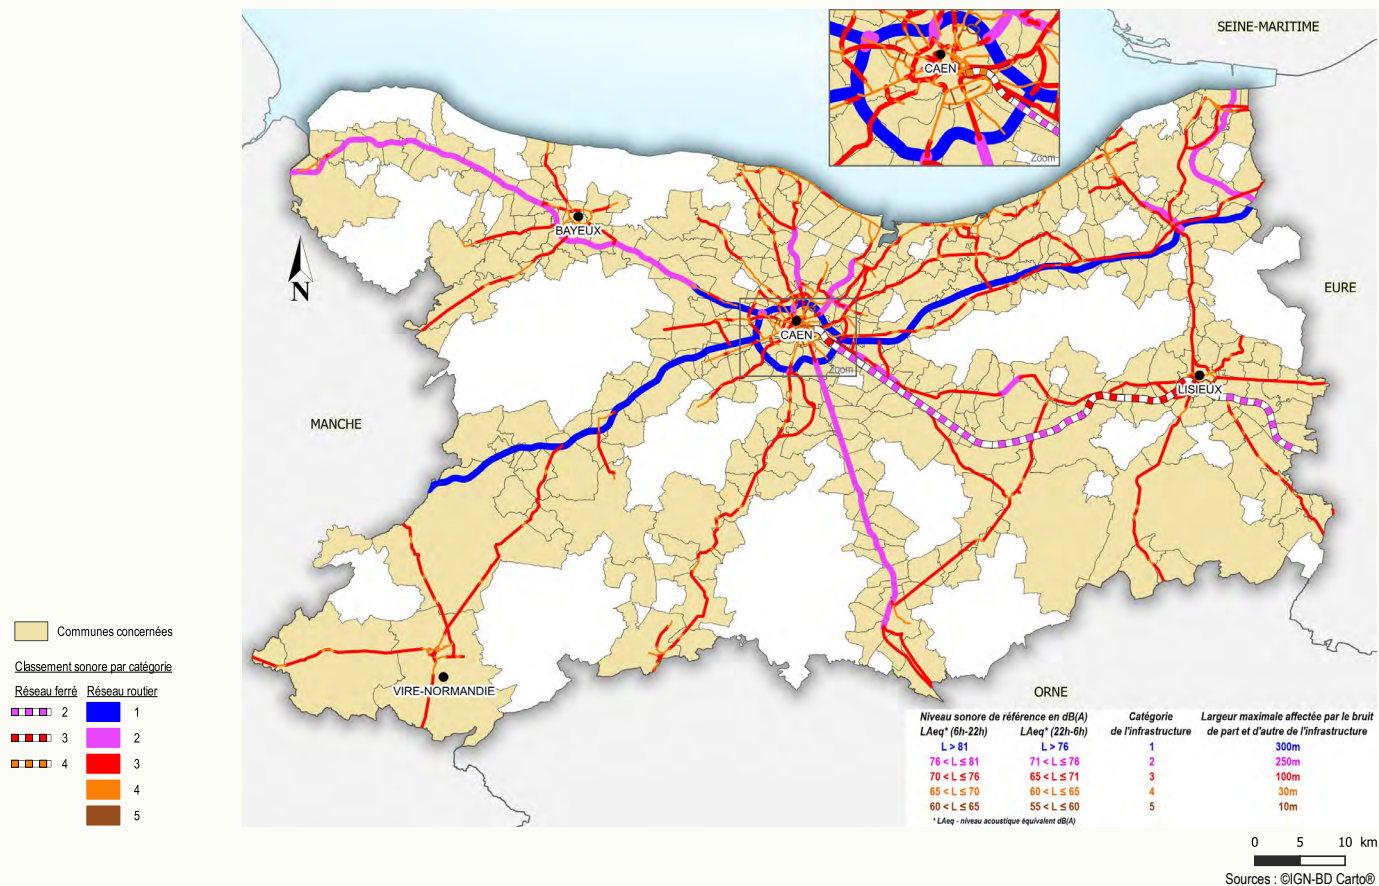 SEINE-MARITIME
CAEN
Zoom
BAYEUX
N
EURE
CAEN
Zoom
LISIEUX
MANCHE
Communes concernées
Classement sonore par catégorie
Réseau ferré Réseau routier
2 1
3 2
4 3
4
5
VIRE-NORMANDIE
ORNE
Niveau sonore de référence en dB(A) Catégorie Largeur maximale affectée par le bruit
LAeq* (6h-22h) LAeq* (22h-6h) de l'infrastructure de part et d'autre de l'infrastructure
L > 81 L > 76 1 300m
76 < L ≤ 81 71 < L ≤ 76 2 250m
70 < L ≤ 76 65 < L ≤ 71 3 100m
65 < L ≤ 70 60 < L ≤ 65 4 30m
60 < L ≤ 65 55 < L ≤ 60 5 10m
* LAeq - niveau acoustique équivalent dB(A)
0 5 10 km
Sources : ©IGN-BD Carto®